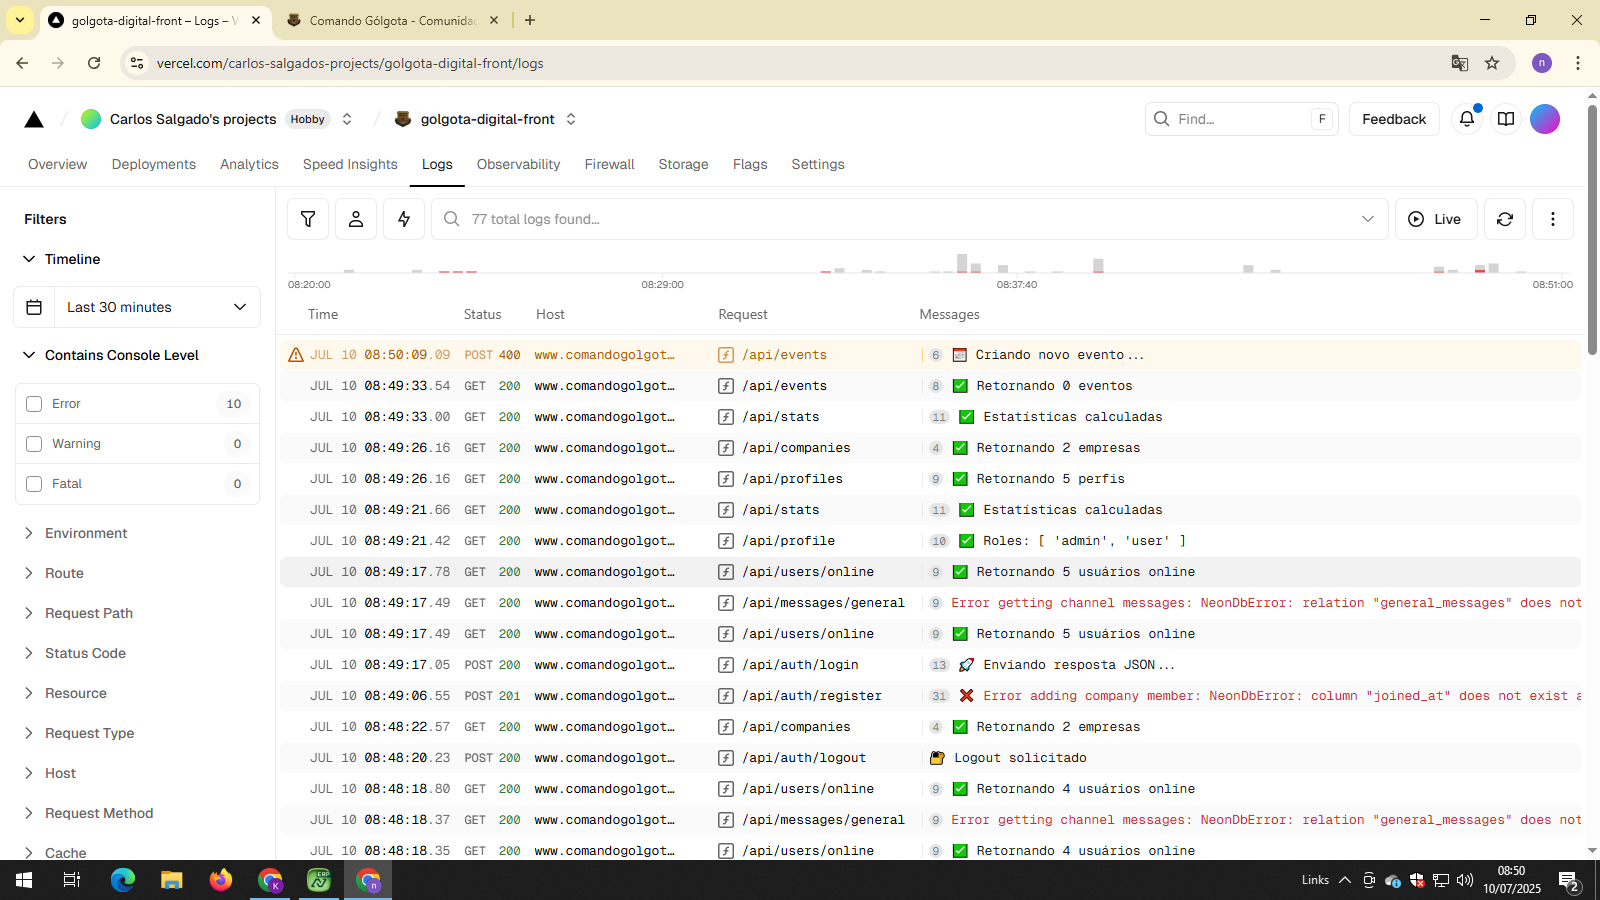 golgota-digital-front – Logs – V
Comando Gólgota - Comunidad
vercel.com/carlos-salgados-projects/golgota-digital-front/logs
n
Carlos Salgado's projects
Hobby
golgota-digital-front
Find...
F
Feedback
Overview
Deployments
Analytics
Speed Insights
Logs
Observability
Firewall
Storage
Flags
Settings
Filters
77 total logs found...
Live
Timeline
Last 30 minutes
08:20:00
08:29:00
08:37:40
08:51:00
Contains Console Level
Error 10
Warning 0
Fatal 0
Environment
Route
Request Path
Status Code
Resource
Request Type
Host
Request Method
Cache
Time Status Host Request Messages
JUL 10 08:50:09.09 POST 400 www.comandogolgot… /api/events 6 Criando novo evento...
JUL 10 08:49:33.54 GET 200 www.comandogolgot… /api/events 8 ✅ Retornando 0 eventos
JUL 10 08:49:33.00 GET 200 www.comandogolgot… /api/stats 11 ✅ Estatísticas calculadas
JUL 10 08:49:26.16 GET 200 www.comandogolgot… /api/companies 4 ✅ Retornando 2 empresas
JUL 10 08:49:26.16 GET 200 www.comandogolgot… /api/profiles 9 ✅ Retornando 5 perfis
JUL 10 08:49:21.66 GET 200 www.comandogolgot… /api/stats 11 ✅ Estatísticas calculadas
JUL 10 08:49:21.42 GET 200 www.comandogolgot… /api/profile 10 ✅ Roles: [ 'admin', 'user' ]
JUL 10 08:49:17.78 GET 200 www.comandogolgot… /api/users/online 9 ✅ Retornando 5 usuários online
JUL 10 08:49:17.49 GET 200 www.comandogolgot… /api/messages/general 9 Error getting channel messages: NeonDbError: relation "general_messages" does not
JUL 10 08:49:17.49 GET 200 www.comandogolgot… /api/users/online 9 ✅ Retornando 5 usuários online
JUL 10 08:49:17.05 POST 200 www.comandogolgot… /api/auth/login 13 🚀 Enviando resposta JSON...
JUL 10 08:49:06.55 POST 201 www.comandogolgot… /api/auth/register 31 ❌ Error adding company member: NeonDbError: column "joined_at" does not exist a
JUL 10 08:48:22.57 GET 200 www.comandogolgot… /api/companies 4 ✅ Retornando 2 empresas
JUL 10 08:48:20.23 POST 200 www.comandogolgot… /api/auth/logout 🔐 Logout solicitado
JUL 10 08:48:18.80 GET 200 www.comandogolgot… /api/users/online 9 ✅ Retornando 4 usuários online
JUL 10 08:48:18.37 GET 200 www.comandogolgot… /api/messages/general 9 Error getting channel messages: NeonDbError: relation "general_messages" does not
JUL 10 08:48:18.35 GET 200 www.comandogolgot… /api/users/online 9 ✅ Retornando 4 usuários online
K
ERP
n
Links
08:50
10/07/2025
2